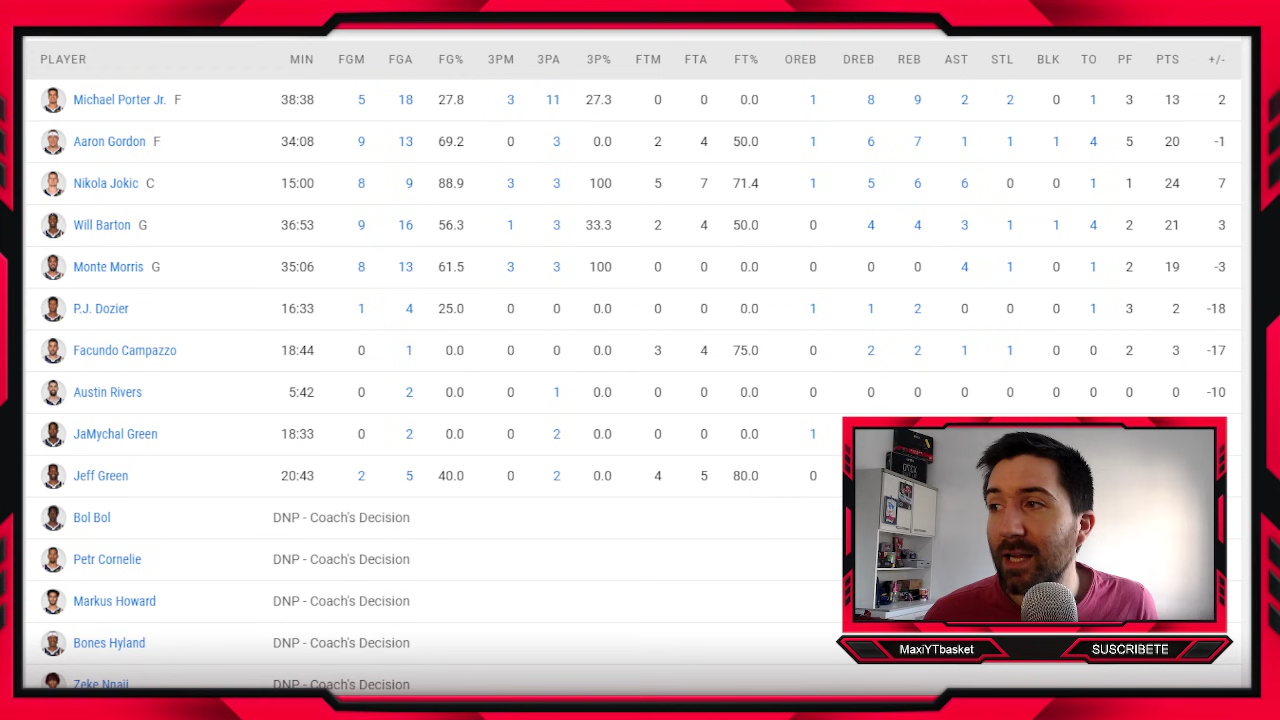 PLAYER MIN FGM FGA FG% 3PM 3PA 3P% FTM FTA FT% OREB DREB REB AST STL BLK TO PF PTS +/-
Michael Porter Jr. F 38:38 5 18 27.8 3 11 27.3 0 0 0.0 1 8 9 2 2 0 1 3 13 2
Aaron Gordon F 34:08 9 13 69.2 0 3 0.0 2 4 50.0 1 6 7 1 1 1 4 5 20 -1
Nikola Jokic C 15:00 8 9 88.9 3 3 100 5 7 71.4 1 5 6 6 0 0 1 1 24 7
Will Barton G 36:53 9 16 56.3 1 3 33.3 2 4 50.0 0 4 4 3 1 1 4 2 21 3
Monte Morris G 35:06 8 13 61.5 3 3 100 0 0 0.0 0 0 0 4 1 0 1 2 19 -3
P.J. Dozier 16:33 1 4 25.0 0 0 0.0 0 0 0.0 1 1 2 0 0 0 1 3 2 -18
Facundo Campazzo 18:44 0 1 0.0 0 0 0.0 3 4 75.0 0 2 2 1 1 0 0 2 3 -17
Austin Rivers 5:42 0 2 0.0 0 1 0.0 0 0 0.0 0 0 0 0 0 0 0 0 0 -10
JaMychal Green 18:33 0 2 0.0 0 2 0.0 0 0 0.0 1
Jeff Green 20:43 2 5 40.0 0 2 0.0 4 5 80.0 0
Bol Bol DNP - Coach's Decision
Petr Cornelie DNP - Coach's Decision
Markus Howard DNP - Coach's Decision
Bones Hyland DNP - Coach's Decision
Zeke Nnaji DNP - Coach's Decision
MaxiYTbasket SUSCRIBETE